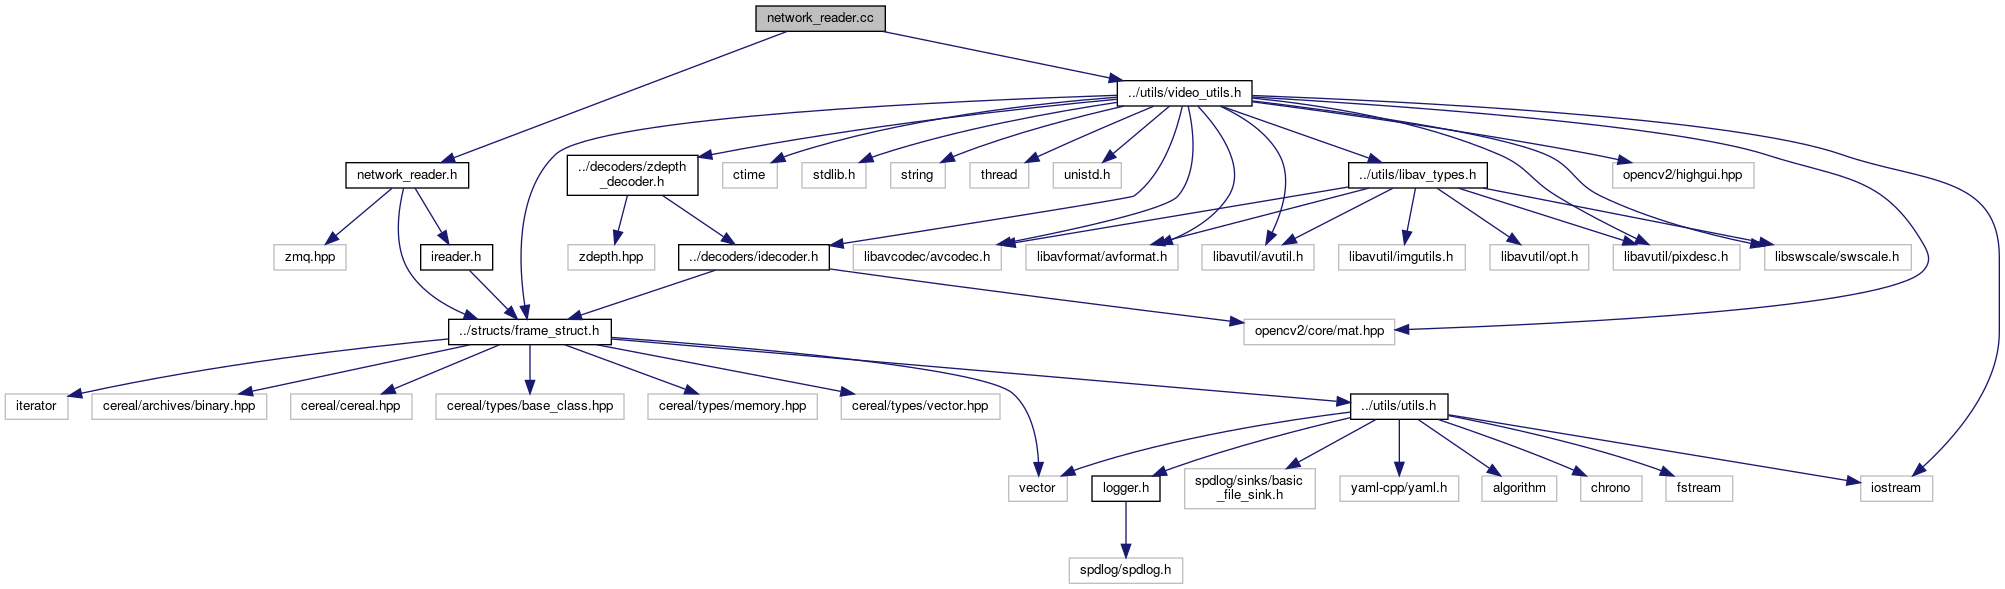 network_reader.cc
../utils/video_utils.h
network_reader.h
../decoders/zdepth
_decoder.h
ctime
stdlib.h
string
thread
unistd.h
../utils/libav_types.h
opencv2/highgui.hpp
zmq.hpp
ireader.h
zdepth.hpp
../decoders/idecoder.h
libavcodec/avcodec.h
libavformat/avformat.h
libavutil/avutil.h
libavutil/imgutils.h
libavutil/opt.h
libavutil/pixdesc.h
libswscale/swscale.h
../structs/frame_struct.h
opencv2/core/mat.hpp
iterator
cereal/archives/binary.hpp
cereal/cereal.hpp
cereal/types/base_class.hpp
cereal/types/memory.hpp
cereal/types/vector.hpp
../utils/utils.h
vector
logger.h
spdlog/sinks/basic
_file_sink.h
yaml-cpp/yaml.h
algorithm
chrono
fstream
iostream
spdlog/spdlog.h